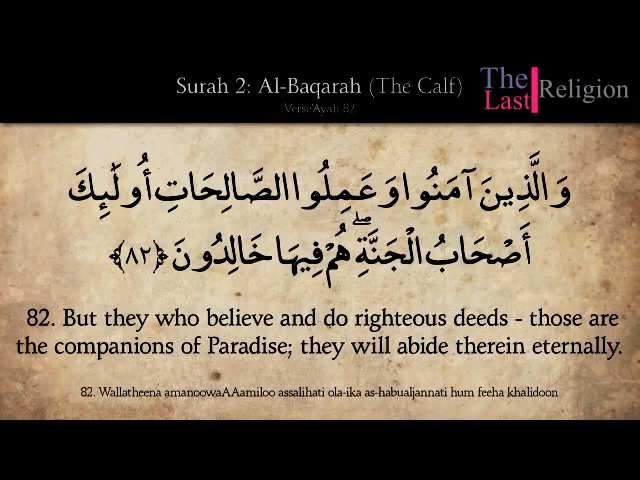 Surah 2: Al-Baqarah (The Calf)
Verse'Ayah 82
The Last Religion
وَالَّذِينَ آمَنُوا وَعَمِلُوا الصَّالِحَاتِ أُولَٰئِكَ
أَصْحَابُ الْجَنَّةِ ۖ هُمْ فِيهَا خَالِدُونَ ﴿٨٢﴾
82. But they who believe and do righteous deeds - those are
the companions of Paradise; they will abide therein eternally.
82. Wallatheena amanoowaAAamiloo assalihati ola-ika as-habualjannati hum feeha khalidoon